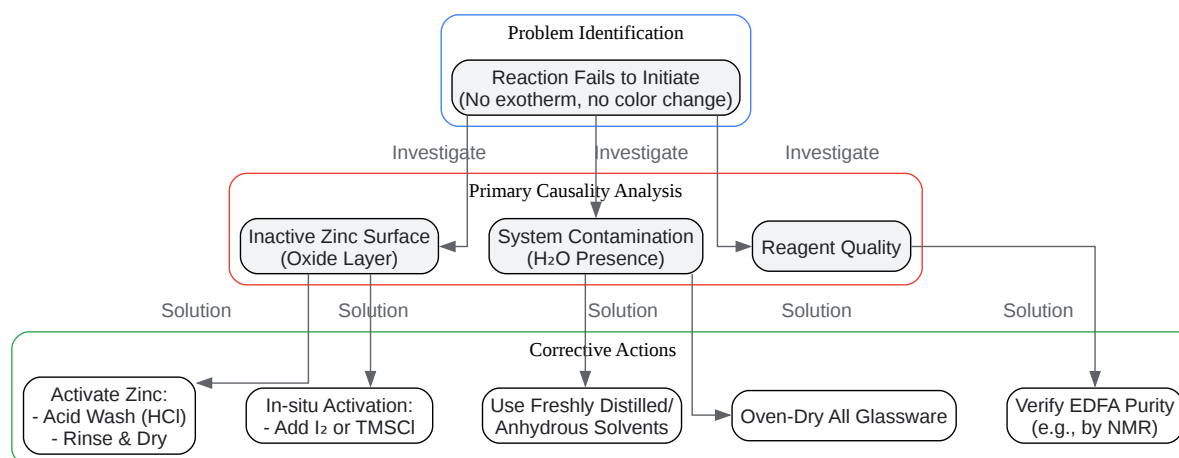 Problem Identification
Reaction Fails to Initiate
(No exotherm, no color change)
Investigate
Investigate
Investigate
Primary Causality Analysis
Inactive Zinc Surface
(Oxide Layer)
System Contamination
(H₂O Presence)
Reagent Quality
Solution
Solution
Solution
Solution
Solution
Corrective Actions
Activate Zinc:
- Acid Wash (HCl)
- Rinse & Dry
In-situ Activation:
- Add I₂ or TMSCl
Use Freshly Distilled/
Anhydrous Solvents
Oven-Dry All Glassware
Verify EDFA Purity
(e.g., by NMR)